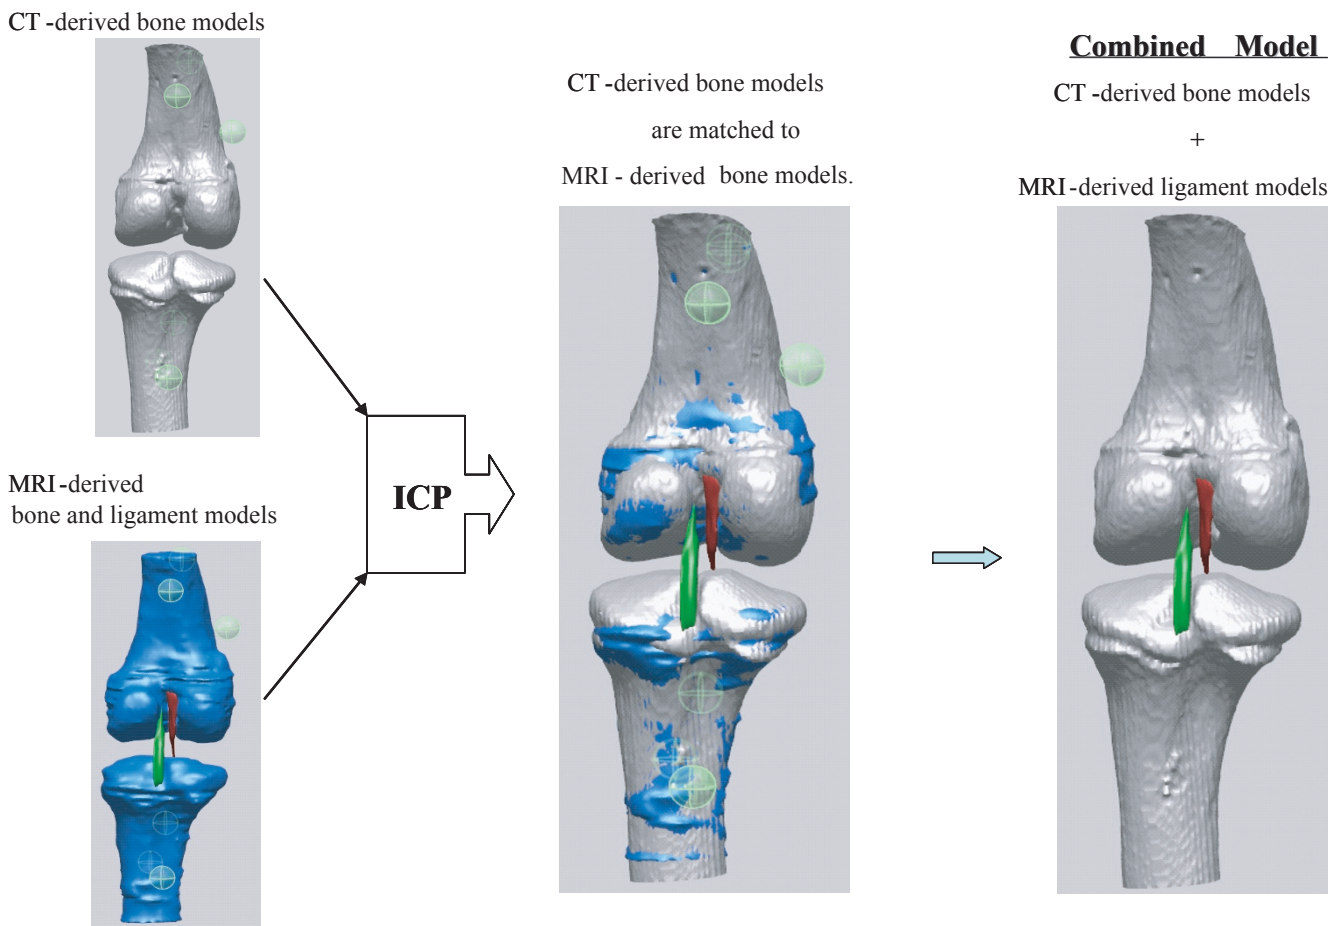 CT -derived bone models
MRI -derived
bone and ligament models
ICP
CT -derived bone models
are matched to
MRI - derived bone models.
Combined Model
CT -derived bone models
+
MRI -derived ligament models